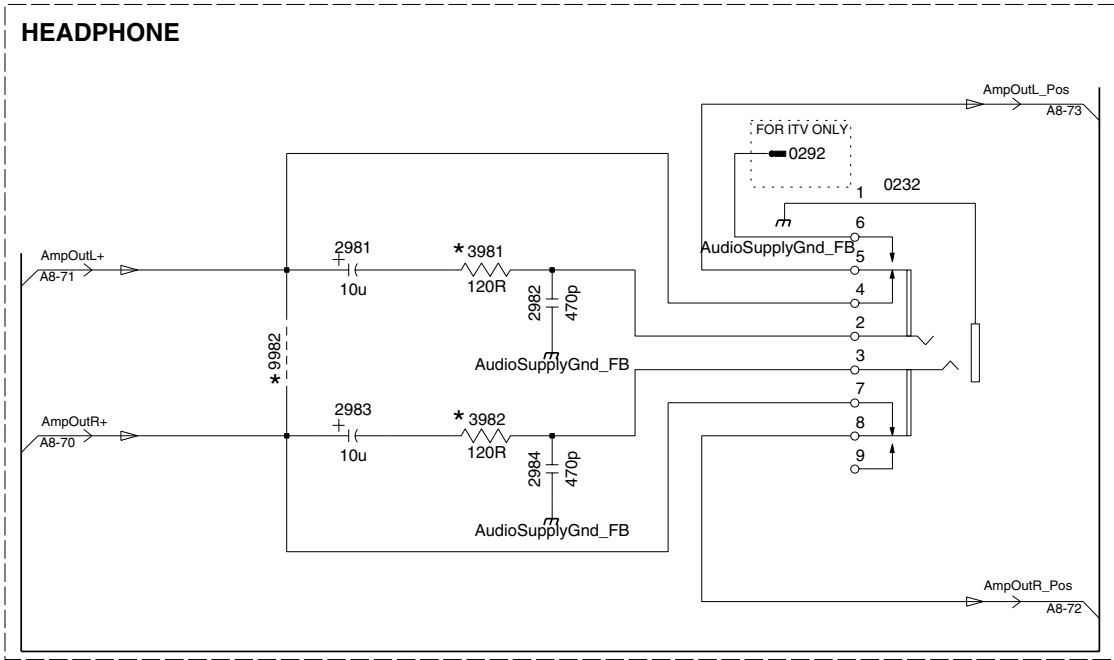 HEADPHONE
AmpOutL_Pos
A8-73
FOR ITV ONLY
0292
1
0232
6
AudioSupplyGnd_FB
5
AmpOutL+
A8-71
+
2981
10u
* 3981
120R
2982
470p
4
2
AudioSupplyGnd_FB
* 9982
3
7
AmpOutR+
A8-70
+
2983
10u
* 3982
120R
2984
470p
8
9
AudioSupplyGnd_FB
AmpOutR_Pos
A8-72